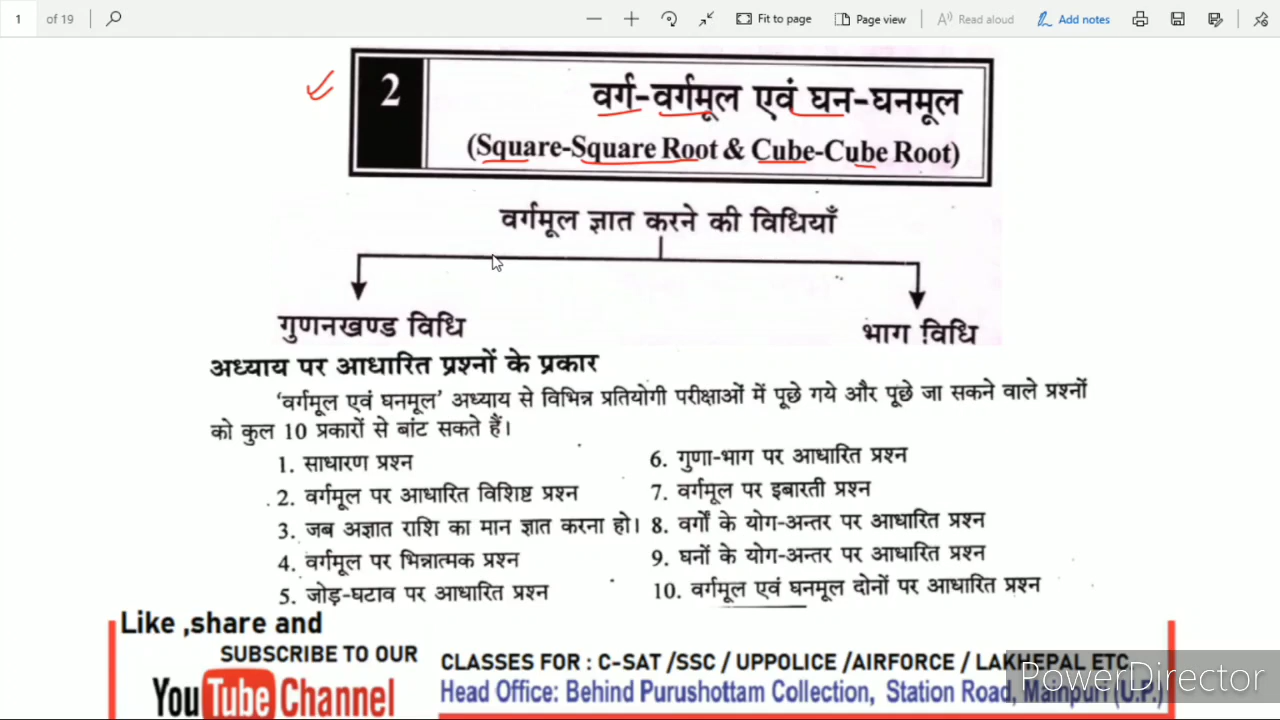 1 of 19 Fit to page Page view Read aloud Add notes
2
वर्ग-वर्गमूल एवं घन-घनमूल
(Square-Square Root & Cube-Cube Root)
वर्गमूल ज्ञात करने की विधियाँ
गुणनखण्ड विधि
भाग विधि
अध्याय पर आधारित प्रश्नों के प्रकार
'वर्गमूल एवं घनमूल' अध्याय से विभिन्न प्रतियोगी परीक्षाओं में पूछे गये और पूछे जा सकने वाले प्रश्नों
को कुल 10 प्रकारों से बांट सकते हैं।
1. साधारण प्रश्न
2. वर्गमूल पर आधारित विशिष्ट प्रश्न
3. जब अज्ञात राशि का मान ज्ञात करना हो।
4. वर्गमूल पर भिन्नात्मक प्रश्न
5. जोड़-घटाव पर आधारित प्रश्न
6. गुणा-भाग पर आधारित प्रश्न
7. वर्गमूल पर इबारती प्रश्न
8. वर्गों के योग-अन्तर पर आधारित प्रश्न
9. घनों के योग-अन्तर पर आधारित प्रश्न
10. वर्गमूल एवं घनमूल दोनों पर आधारित प्रश्न
Like ,share and
SUBSCRIBE TO OUR
YouTube Channel
CLASSES FOR : C-SAT /SSC / UPPOLICE /AIRFORCE / LAKHEPAL ETC
Head Office: Behind Purushottam Collection, Station Road, Mainpuri (U.P.)
PowerDirector